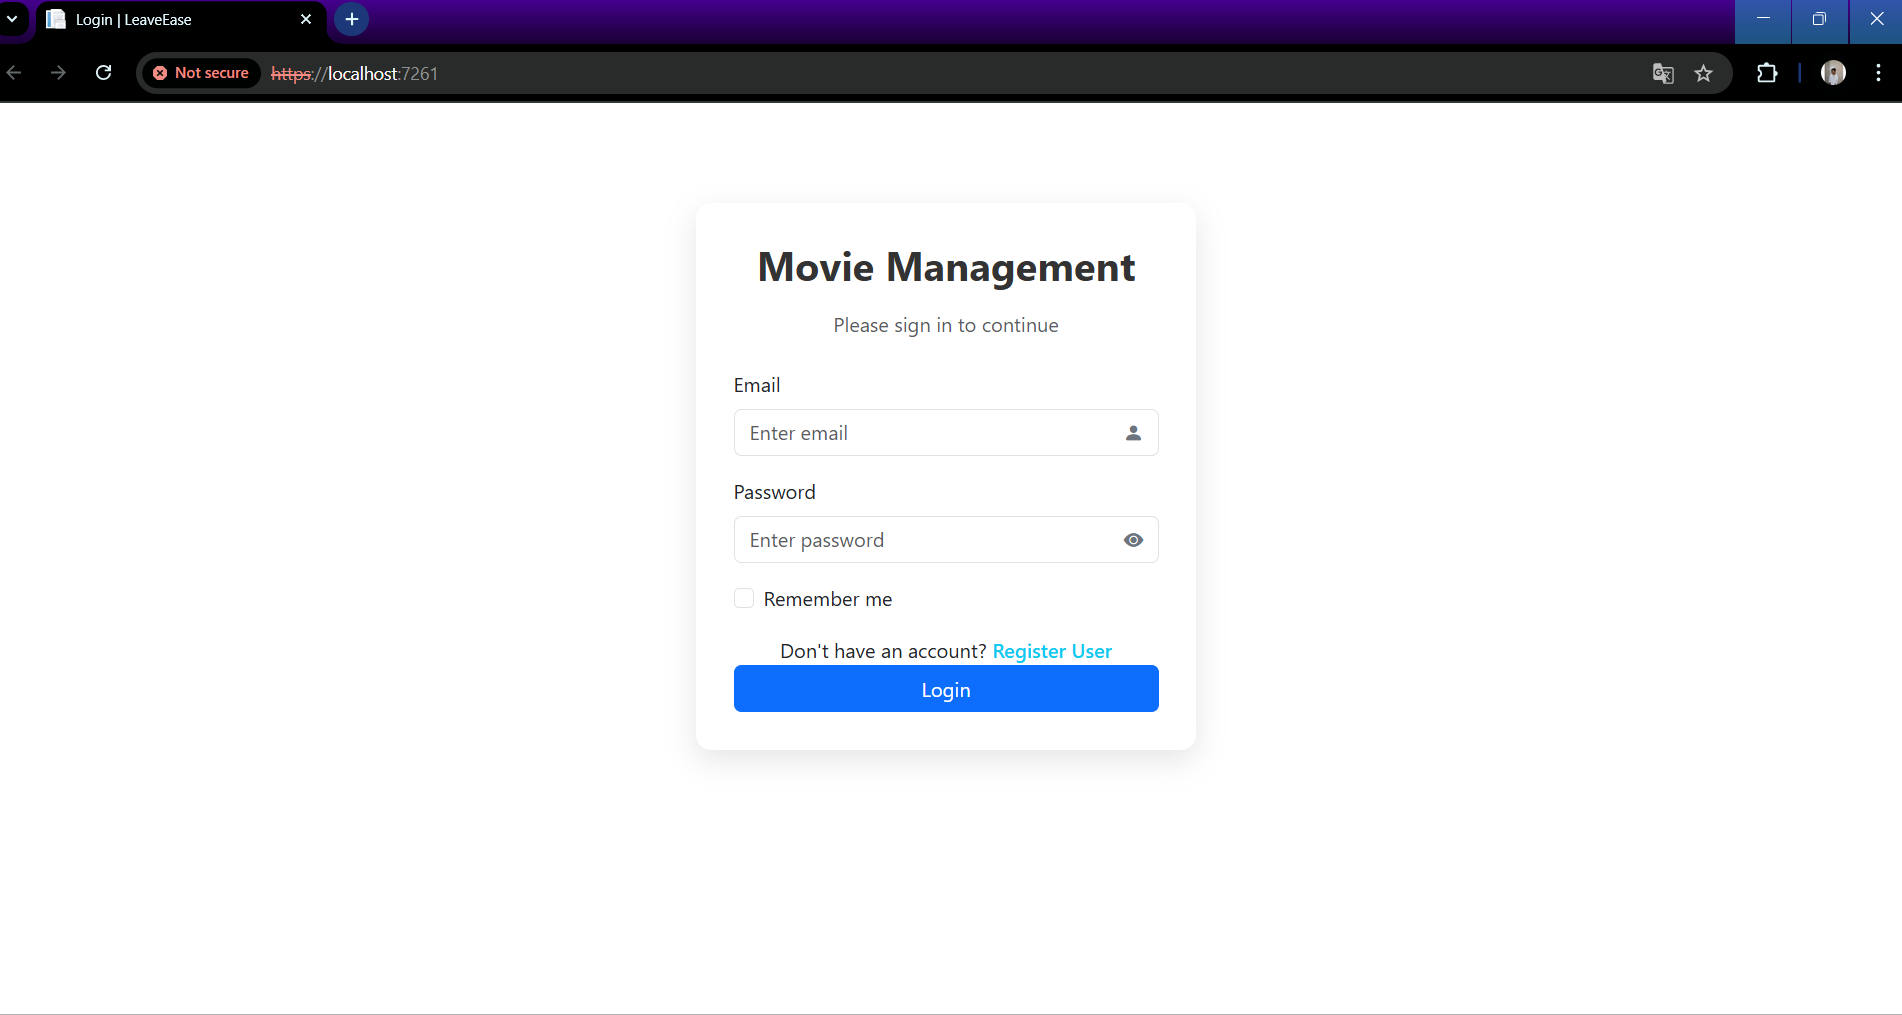 Login | LeaveEase
Not secure https://localhost:7261
Movie Management
Please sign in to continue
Email
Enter email
Password
Enter password
Remember me
Don't have an account? Register User
Login